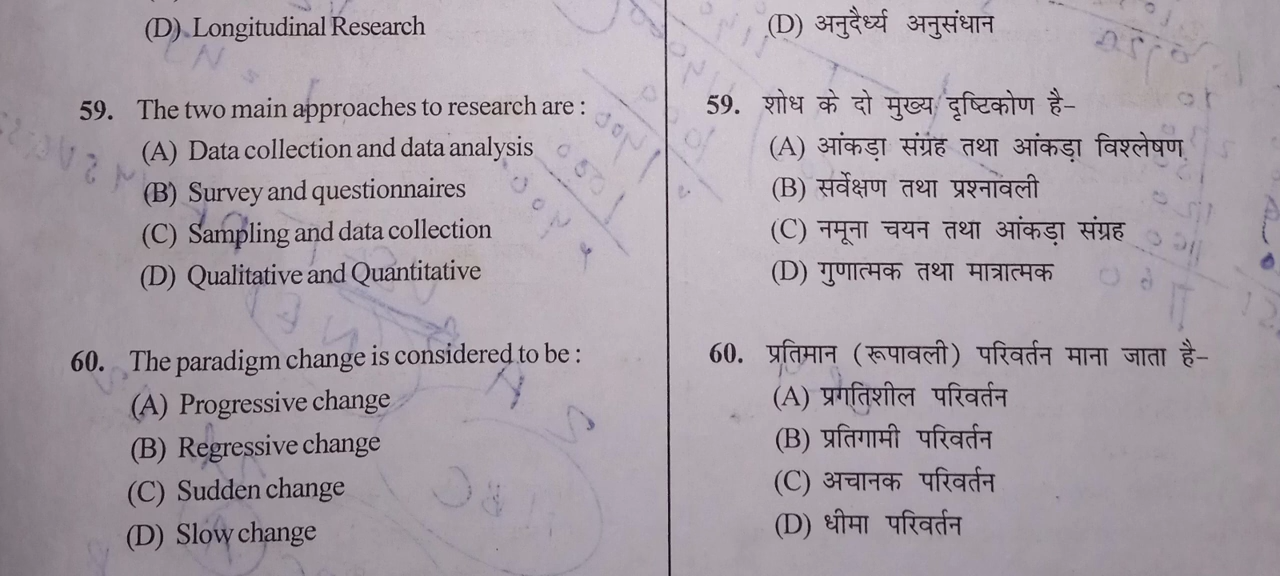 (D) Longitudinal Research
59. The two main approaches to research are :
(A) Data collection and data analysis
(B) Survey and questionnaires
(C) Sampling and data collection
(D) Qualitative and Quantitative
60. The paradigm change is considered to be :
(A) Progressive change
(B) Regressive change
(C) Sudden change
(D) Slow change
(D) अनुदैर्ध्य अनुसंधान
59. शोध के दो मुख्य दृष्टिकोण है–
(A) आंकड़ा संग्रह तथा आंकड़ा विश्लेषण
(B) सर्वेक्षण तथा प्रश्नावली
(C) नमूना चयन तथा आंकड़ा संग्रह
(D) गुणात्मक तथा मात्रात्मक
60. प्रतिमान (रूपावली) परिवर्तन माना जाता है–
(A) प्रगतिशील परिवर्तन
(B) प्रतिगामी परिवर्तन
(C) अचानक परिवर्तन
(D) धीमा परिवर्तन